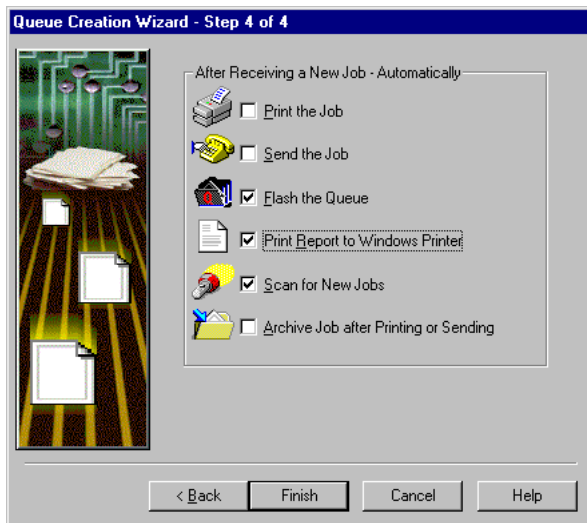 Queue Creation Wizard - Step 4 of 4
After Receiving a New Job - Automatically
Print the Job
Send the Job
Flash the Queue
Print Report to Windows Printer
Scan for New Jobs
Archive Job after Printing or Sending
< Back Finish Cancel Help